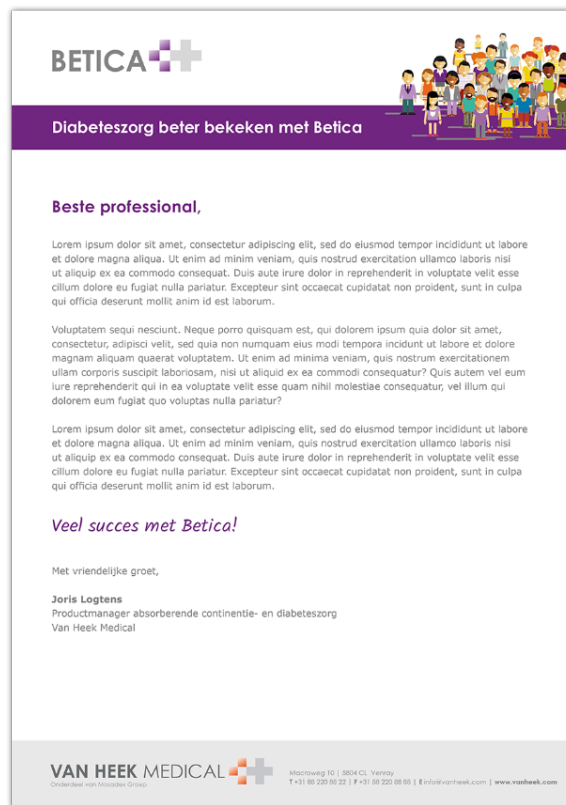 BETICA
Diabeteszorg beter bekeken met Betica
Beste professional,
Lorem ipsum dolor sit amet, consectetur adipiscing elit, sed do eiusmod tempor incididunt ut labore
et dolore magna aliqua. Ut enim ad minim veniam, quis nostrud exercitation ullamco laboris nisi
ut aliquip ex ea commodo consequat. Duis aute irure dolor in reprehenderit in voluptate velit esse
cillum dolore eu fugiat nulla pariatur. Excepteur sint occaecat cupidatat non proident, sunt in culpa
qui officia deserunt mollit anim id est laborum.
Voluptatem sequi nesciunt. Neque porro quisquam est, qui dolorem ipsum quia dolor sit amet,
consectetur, adipisci velit, sed quia non numquam eius modi tempora incidunt ut labore et dolore
magnam aliquam quaerat voluptatem. Ut enim ad minima veniam, quis nostrum exercitationem
ullam corporis suscipit laboriosam, nisi ut aliquid ex ea commodi consequatur? Quis autem vel eum
iure reprehenderit qui in ea voluptate velit esse quam nihil molestiae consequatur, vel illum qui
dolorem eum fugiat quo voluptas nulla pariatur?
Lorem ipsum dolor sit amet, consectetur adipiscing elit, sed do eiusmod tempor incididunt ut labore
et dolore magna aliqua. Ut enim ad minim veniam, quis nostrud exercitation ullamco laboris nisi
ut aliquip ex ea commodo consequat. Duis aute irure dolor in reprehenderit in voluptate velit esse
cillum dolore eu fugiat nulla pariatur. Excepteur sint occaecat cupidatat non proident, sunt in culpa
qui officia deserunt mollit anim id est laborum.
Veel succes met Betica!
Met vriendelijke groet,
Joris Logtens
Productmanager absorberende continentie- en diabeteszorg
Van Heek Medical
VAN HEEK MEDICAL
Onderdeel van Mosadex Groep
Macroweg 10 | 5804 CL Venray
T +31 88 220 88 22 | F +31 88 220 88 88 | E info@vanheek.com | www.vanheek.com